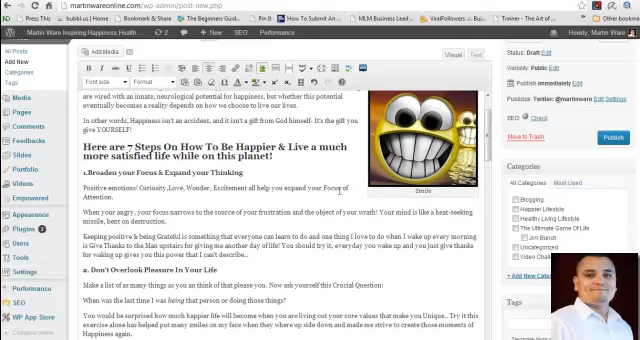 martinwareonline.com/wp-admin/post-new.php
Press This
bubbl.us
Bookmark & Share
The Beginners Guid...
Pin It
How To Submit An ...
MLM Business Lead ...
ViralFollowers
Bookmark & Share
Trainer - The Art of ...
Other bookmarks
Martin Ware Inspiring Happiness,Health...
2
New
SEO
Performance
Howdy, Martin Ware
All Posts
Add New
Categories
Tags
Media
Pages
Comments
Feedbacks
Slides
Portfolio
Videos
Empowered
Appearance
Plugins 2
Users
Tools
Settings
Performance
SEO
WP App Store
Collapse menu
Add Media
Visual
Text
Font size
Format
are wired with an innate, neurological potential for happiness, but whether this potential
eventually becomes a reality depends on how we choose to live our lives.
In other words, Happiness isn't an accident, and it isn't a gift from God himself- It's the gift you
give YOURSELF!
Here are 7 Steps On How To Be Happier & Live a much
more satisfied life while on this planet!
1.Breaden your Focus & Expand your Thinking
Positive emotions! Curiosity,Love, Wonder, Excitement all help you expand your Focus of
Attention.
When your angry, your focus narrows to the source of your frustration and the object of your wrath! Your mind is like a heat-seeking
missile, bent on destruction.
Keeping positive & being Grateful is something that everyone can learn to do and one thing I love to do when I wake up every morning
is Give Thanks to the Man upstairs for giving me another day of life! You should try it, everyday you wake up and you just give thanks
for waking up gives you this power that I can't describe..
2. Don't Overlook Pleasure In Your Life
Make a list of as many things as you an think of that please you. Now ask yourself this Crucial Question:
When was the last time I was being that person or doing those things?
You would be surprised how much happier life will become when you are living out your core values that make you Unique.. Try it this
exercise alone has helped put many smiles on my face when they where up side down and made me strive to create those moments of
Happiness again.
Smile
Status: Draft Edit
Visibility: Public Edit
Publish immediately Edit
Publicize: Twitter: @martinware Edit Settings
SEO: Check
Move to Trash
Publish
Categories
All Categories
Most Used
Blogging
Happier Lifestyle
Healthy Living Lifestyle
The Ultimate Game Of Life
Jim Bundt
Uncategorized
Video Challe
+ Add New Categ
Tags
Separate